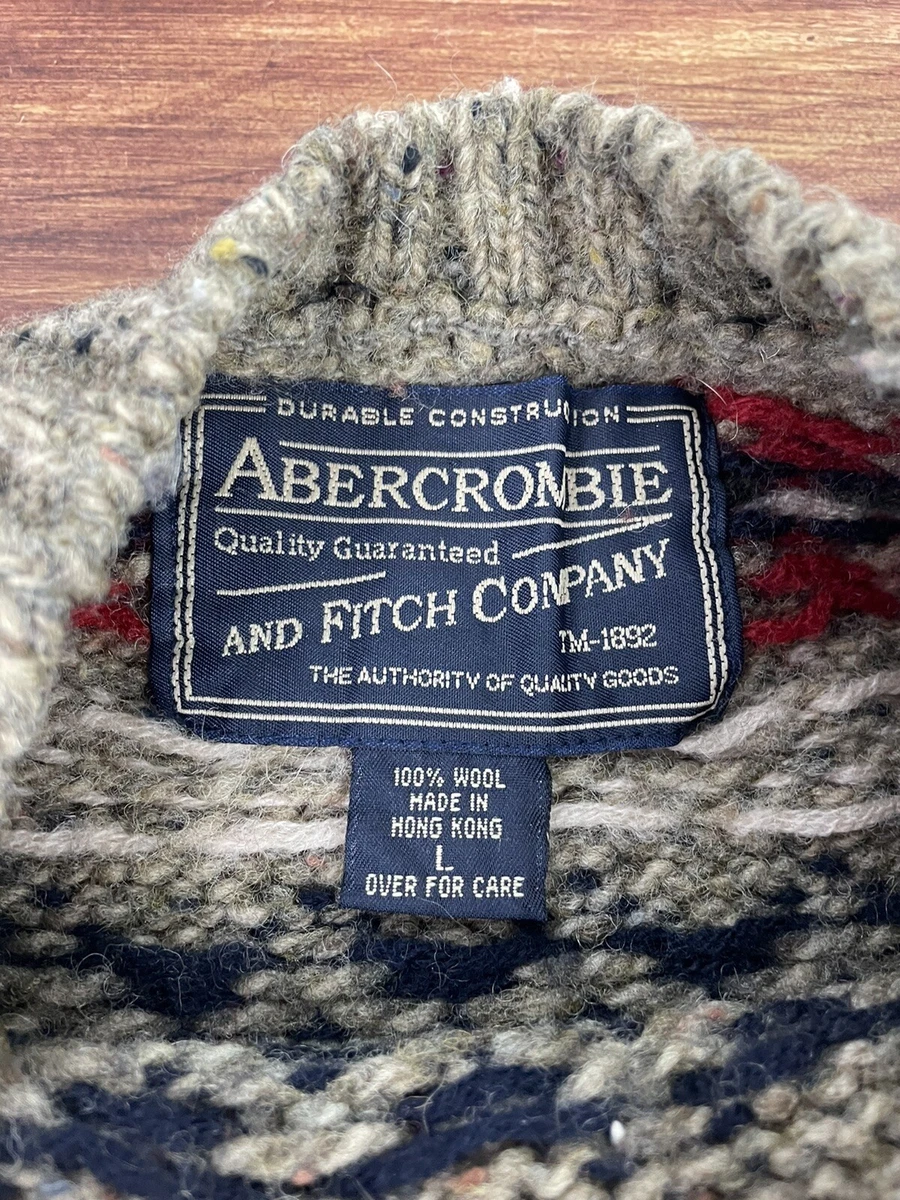 DURABLE CONSTRUCTION
ABERCROMBIE
Quality Guaranteed
AND FITCH COMPANY
TM-1892
THE AUTHORITY OF QUALITY GOODS
100% WOOL
MADE IN
HONG KONG
L
OVER FOR CARE